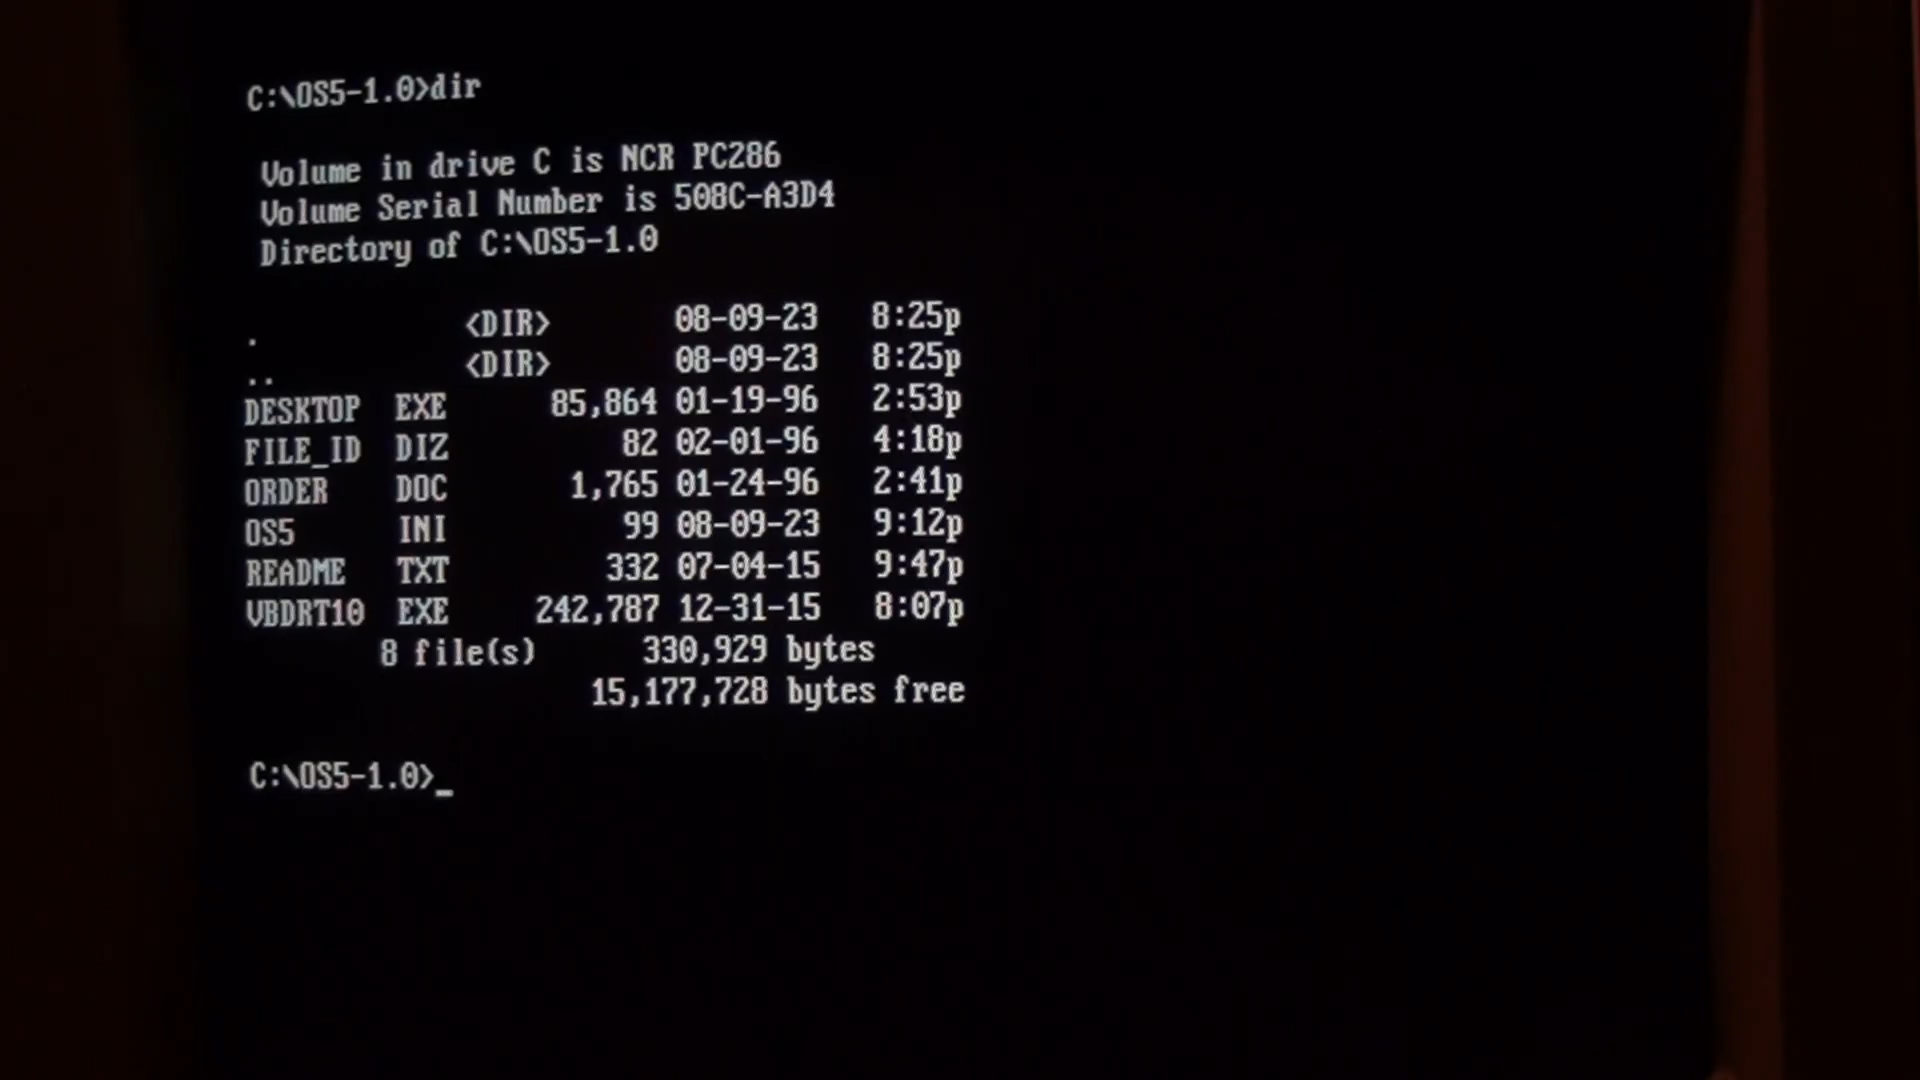 C:\OS5-1.0>dir
Volume in drive C is NCR PC286
Volume Serial Number is 508C-A3D4
Directory of C:\OS5-1.0
. <DIR> 08-09-23 8:25p
.. <DIR> 08-09-23 8:25p
DESKTOP EXE 85,864 01-19-96 2:53p
FILE_ID DIZ 82 02-01-96 4:18p
ORDER DOC 1,765 01-24-96 2:41p
OS5 INI 99 08-09-23 9:12p
README TXT 332 07-04-15 9:47p
VBDRT10 EXE 242,787 12-31-15 8:07p
8 file(s) 330,929 bytes
15,177,728 bytes free
C:\OS5-1.0>_